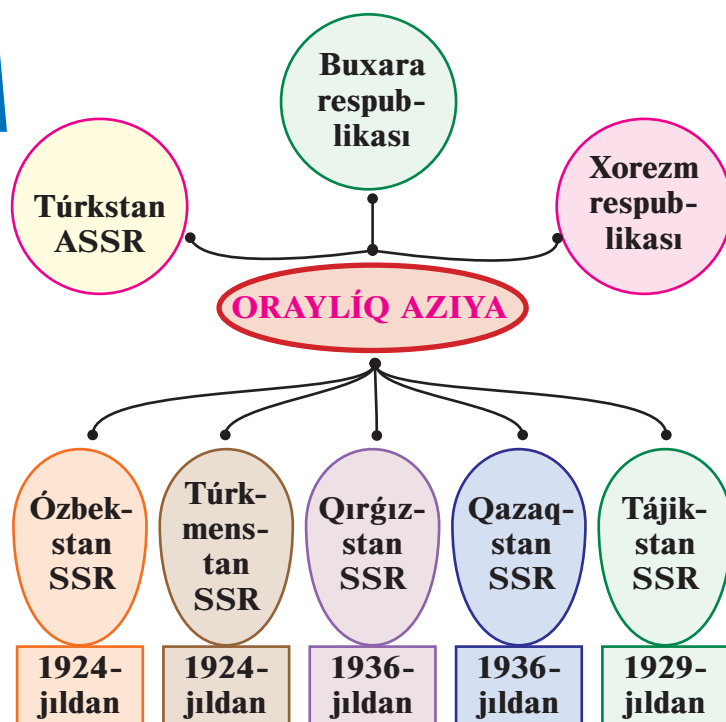 Buxara
respub-
likası
Túrkstan
ASSR
Xorezm
respub-
likası
ORAYLÍQ AZIYA
Ózbek-
stan
SSR
Túrk-
mens-
tan
SSR
Qırǵız-
stan
SSR
Qazaq-
stan
SSR
Tájik-
stan
SSR
1924-
jıldan
1924-
jıldan
1936-
jıldan
1936-
jıldan
1929-
jıldan